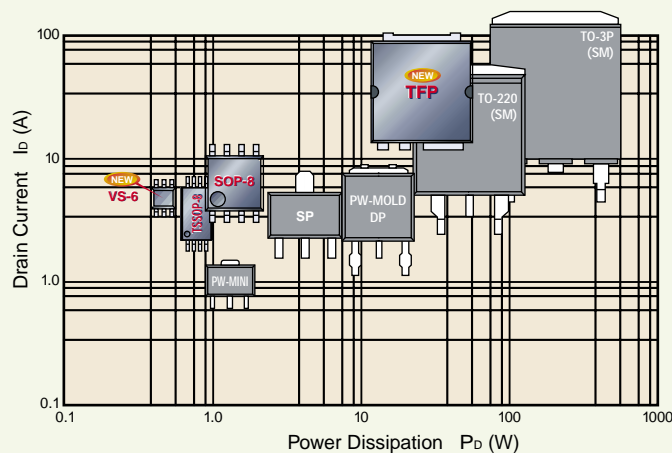 Drain Current ID (A)
100
10
1.0
0.1
TO-3P
(SM)
NEW
TFP
TO-220
(SM)
NEW
VS-6
TSSOP-8
SOP-8
SP
PW-MOLD
DP
PW-MINI
0.1
1.0
10
100
1000
Power Dissipation PD (W)